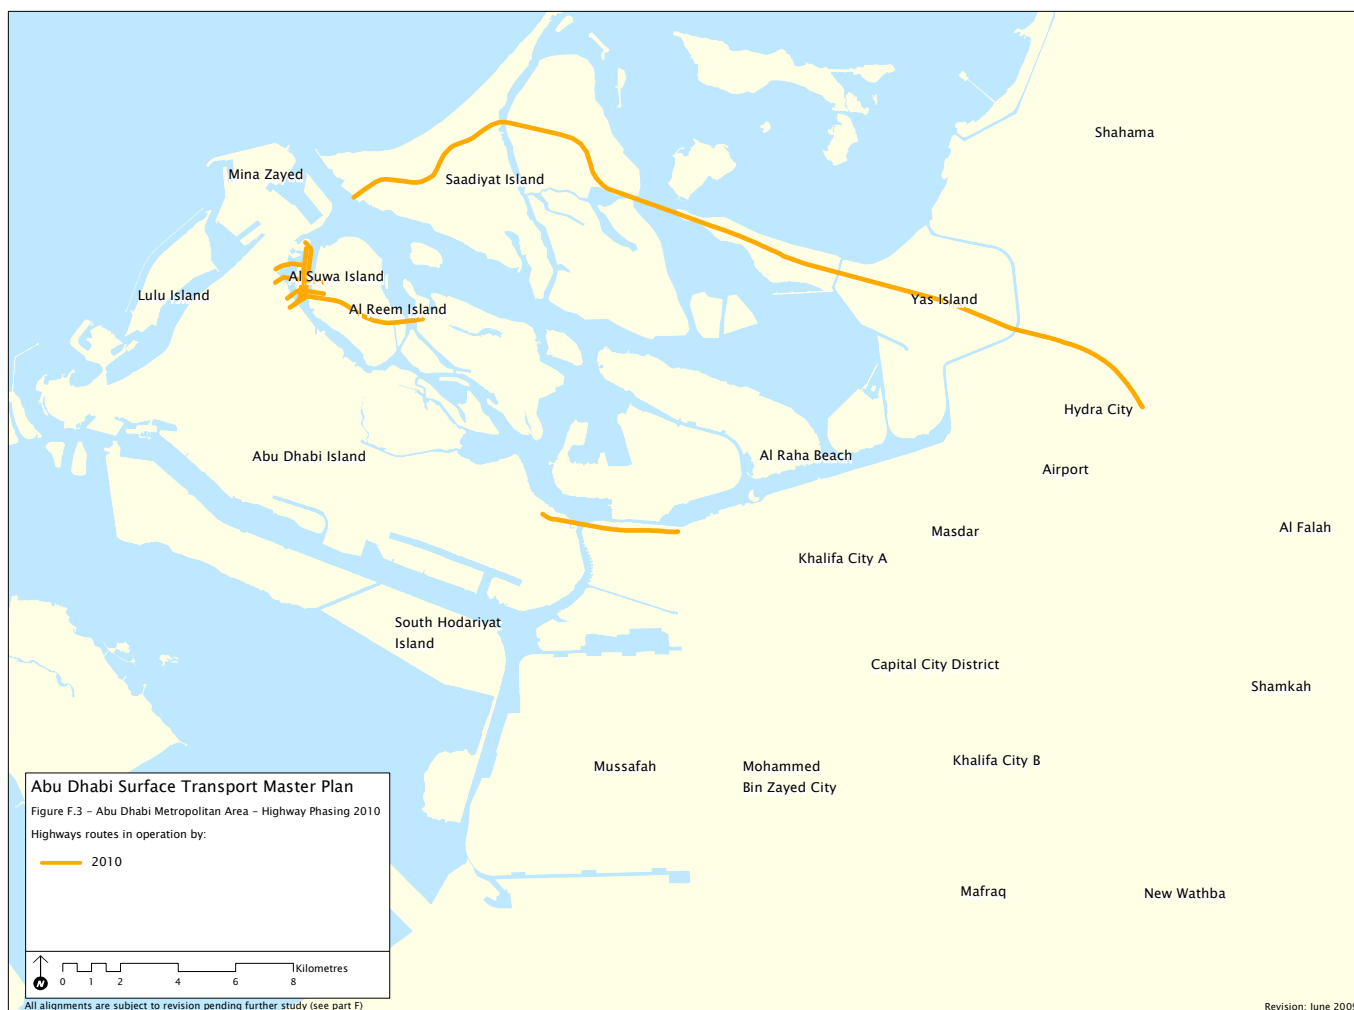 Shahama
Mina Zayed
Saadiyat Island
Al Suwa Island
Lulu Island
Al Reem Island
Yas Island
Hydra City
Abu Dhabi Island
Al Raha Beach
Airport
Al Falah
Masdar
Khalifa City A
South Hodariyat
Island
Capital City District
Shamkah
Mussafah
Mohammed
Bin Zayed City
Khalifa City B
Mafraq
New Wathba
Abu Dhabi Surface Transport Master Plan
Figure F.3 - Abu Dhabi Metropolitan Area - Highway Phasing 2010
Highways routes in operation by:
2010
Kilometres
0 1 2 4 6 8
N
All alignments are subject to revision pending further study (see part F)
Revision: June 2009